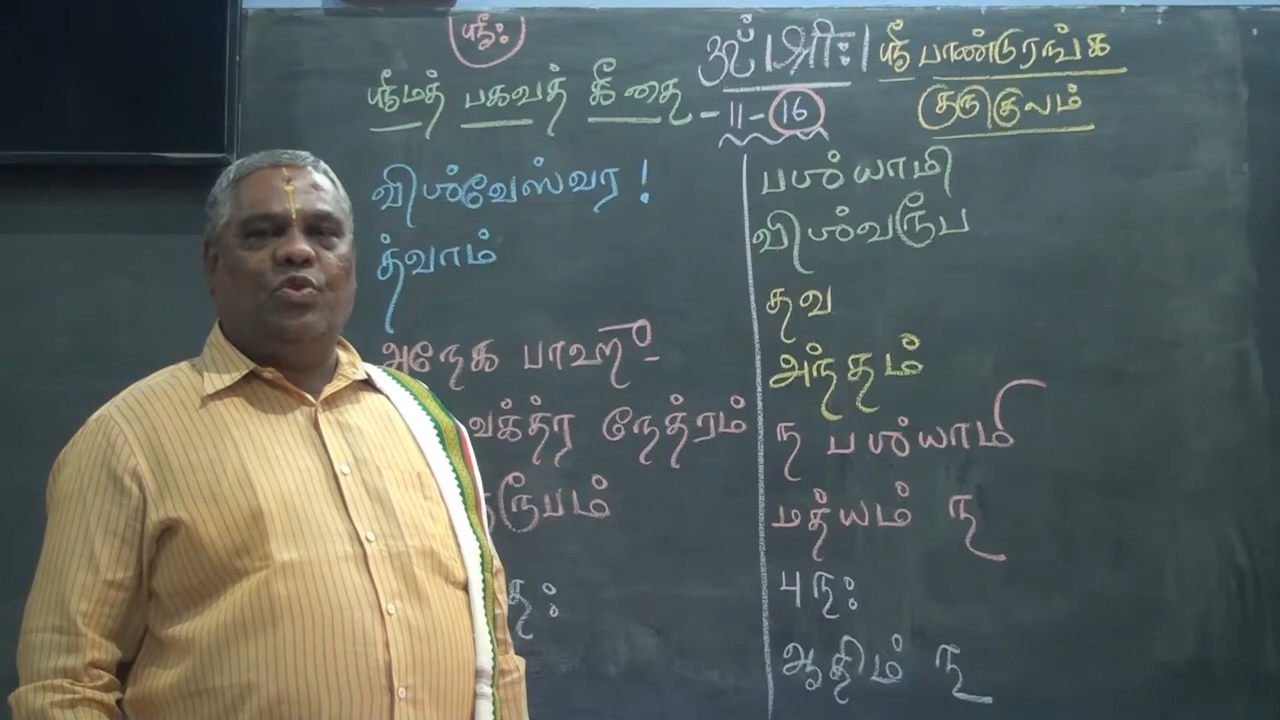 ஸ்ரீ:
ஸ்ரீமத் பகவத் கீதை - 11 - 16
ஸ்ரீ பாண்டுரங்க
குருகுலம்
விஶ்வேஸ்வர !
த்வாம்
அநேக பாஹூ-
வக்த்ர நேத்ரம்
ரூபம்
த:
பஶ்யாமி
விஶ்வரூப
தவ
அந்தம்
ந பஶ்யாமி
மத்யம் ந
புந:
ஆதிம் ந